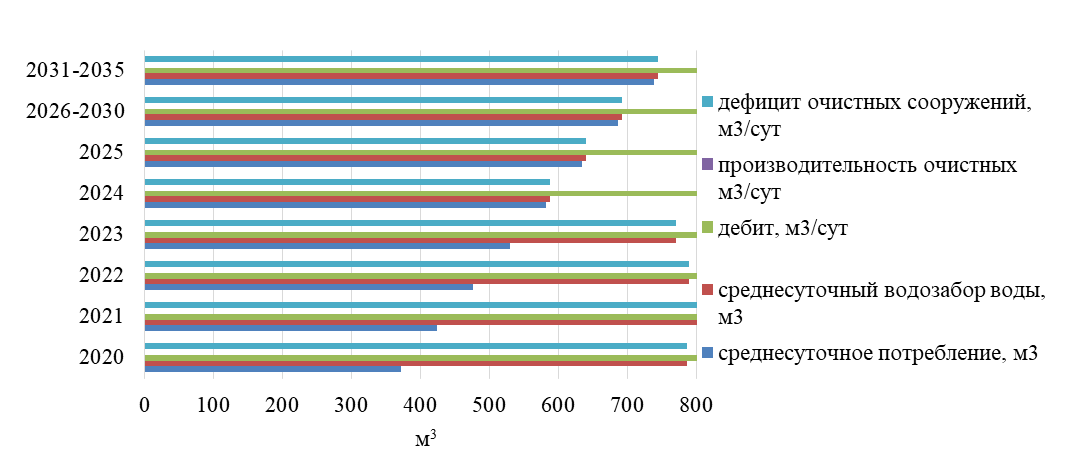 2031-2035
2026-2030
2025
2024
2023
2022
2021
2020
0 100 200 300 400 500 600 700 800
м³
дефицит очистных сооружений,
м3/сут
производительность очистных
м3/сут
дебит, м3/сут
среднесуточный водозабор воды,
м3
среднесуточное потребление, м3